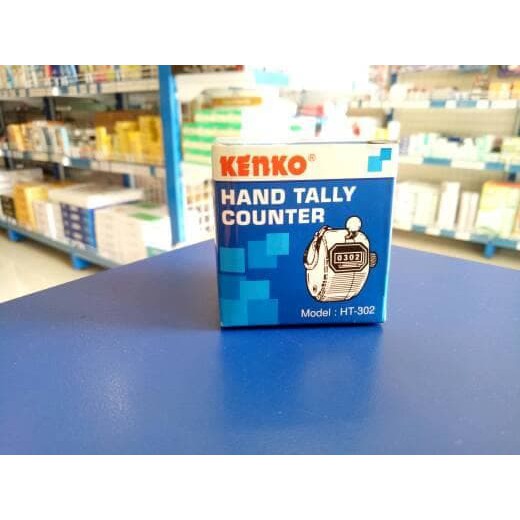 KENKO®
HAND TALLY
COUNTER
0302
Model : HT-302